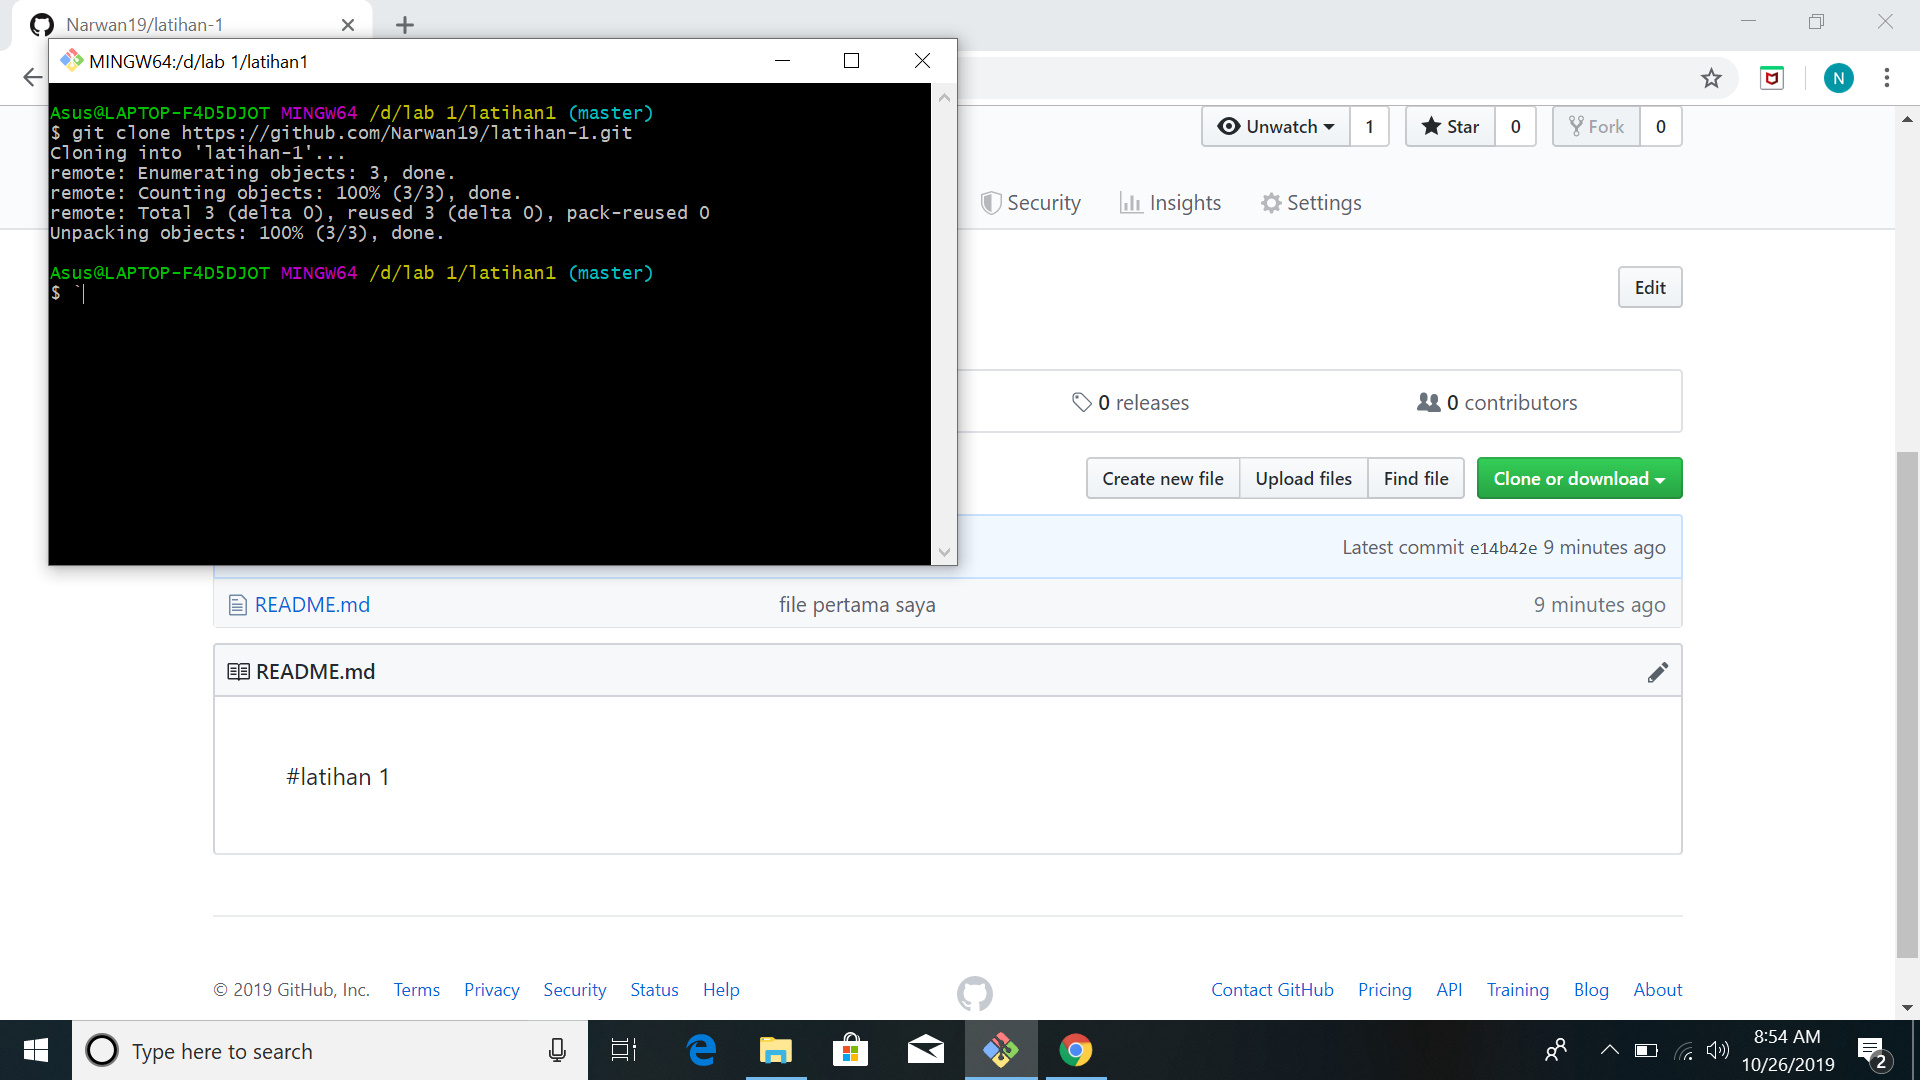 Narwan19/latihan-1
MINGW64:/d/lab 1/latihan1
N
Asus@LAPTOP-F4D5DJOT MINGW64 /d/lab 1/latihan1 (master)
$ git clone https://github.com/Narwan19/latihan-1.git
Cloning into 'latihan-1'...
remote: Enumerating objects: 3, done.
remote: Counting objects: 100% (3/3), done.
remote: Total 3 (delta 0), reused 3 (delta 0), pack-reused 0
Unpacking objects: 100% (3/3), done.
Asus@LAPTOP-F4D5DJOT MINGW64 /d/lab 1/latihan1 (master)
$ `
Unwatch 1 Star 0 Fork 0
Security Insights Settings
Edit
0 releases 0 contributors
Create new file Upload files Find file Clone or download
Latest commit e14b42e 9 minutes ago
README.md file pertama saya 9 minutes ago
README.md
#latihan 1
© 2019 GitHub, Inc. Terms Privacy Security Status Help Contact GitHub Pricing API Training Blog About
Type here to search
8:54 AM
10/26/2019
2